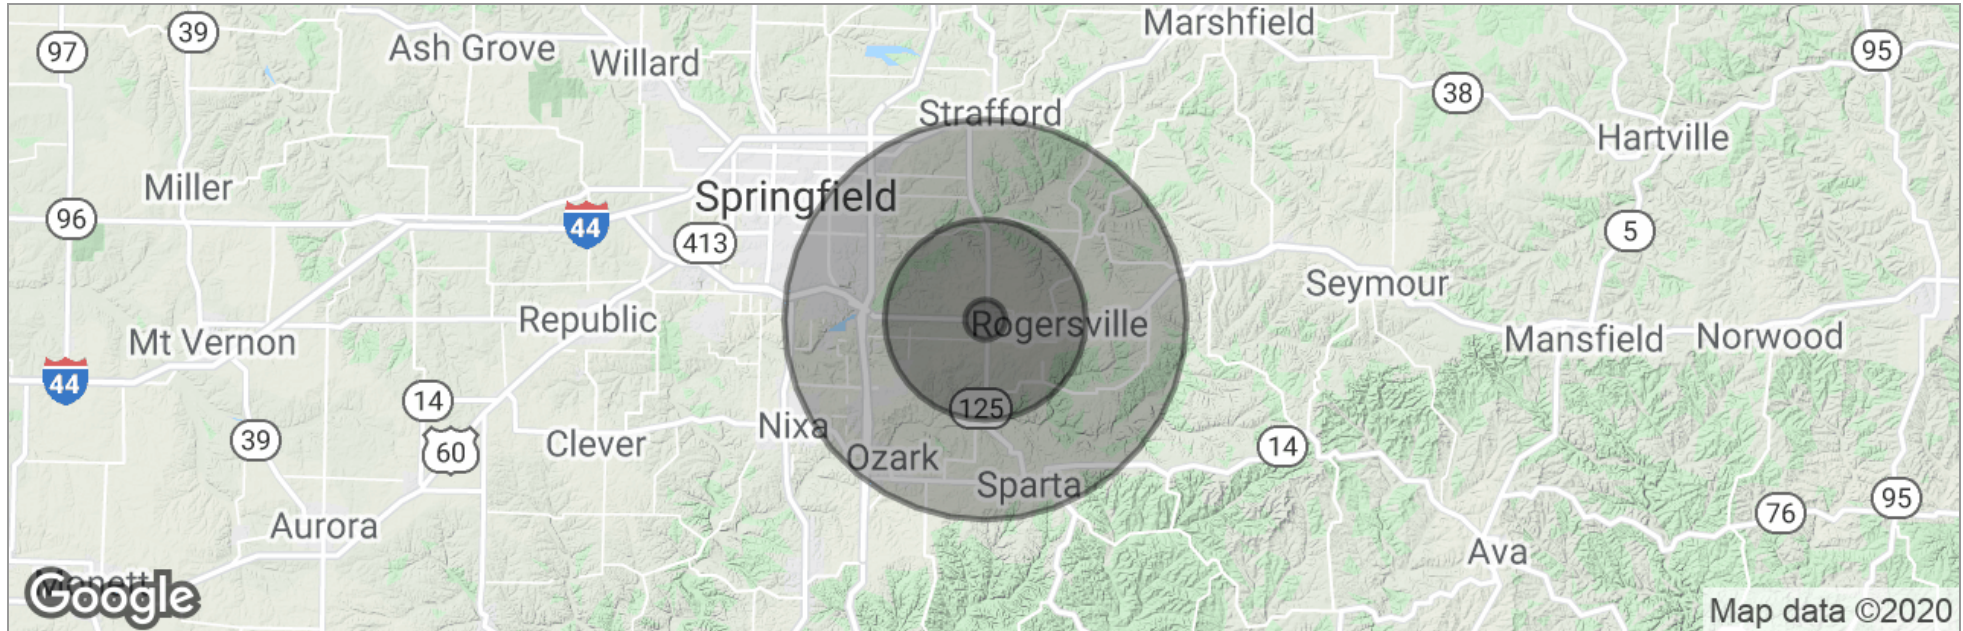 Marshfield
39
97
Ash Grove
Willard
95
38
Strafford
Hartville
Miller
Springfield
96
44
413
5
Seymour
Republic
Rogersville
Mt Vernon
Mansfield
Norwood
44
14
125
39
60
Clever
Nixa
Ozark
14
Sparta
95
76
Aurora
Ava
Monett
Google
Map data ©2020